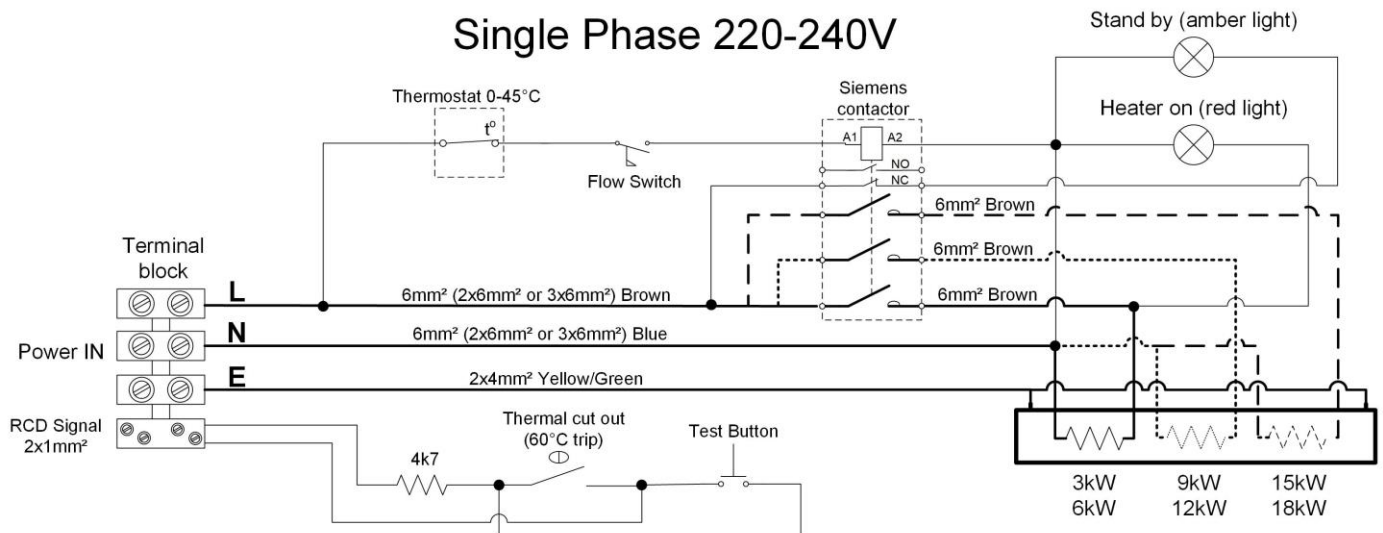 Single Phase 220-240V
Stand by (amber light)
Thermostat 0-45°C
t°
Flow Switch
Siemens
contactor
A1
A2
NO
NC
Heater on (red light)
6mm² Brown
6mm² Brown
6mm² Brown
Terminal
block
L
6mm² (2x6mm² or 3x6mm²) Brown
Power IN
N
6mm² (2x6mm² or 3x6mm²) Blue
E
2x4mm² Yellow/Green
RCD Signal
2x1mm²
4k7
Thermal cut out
(60°C trip)
Test Button
3kW
6kW
9kW
12kW
15kW
18kW